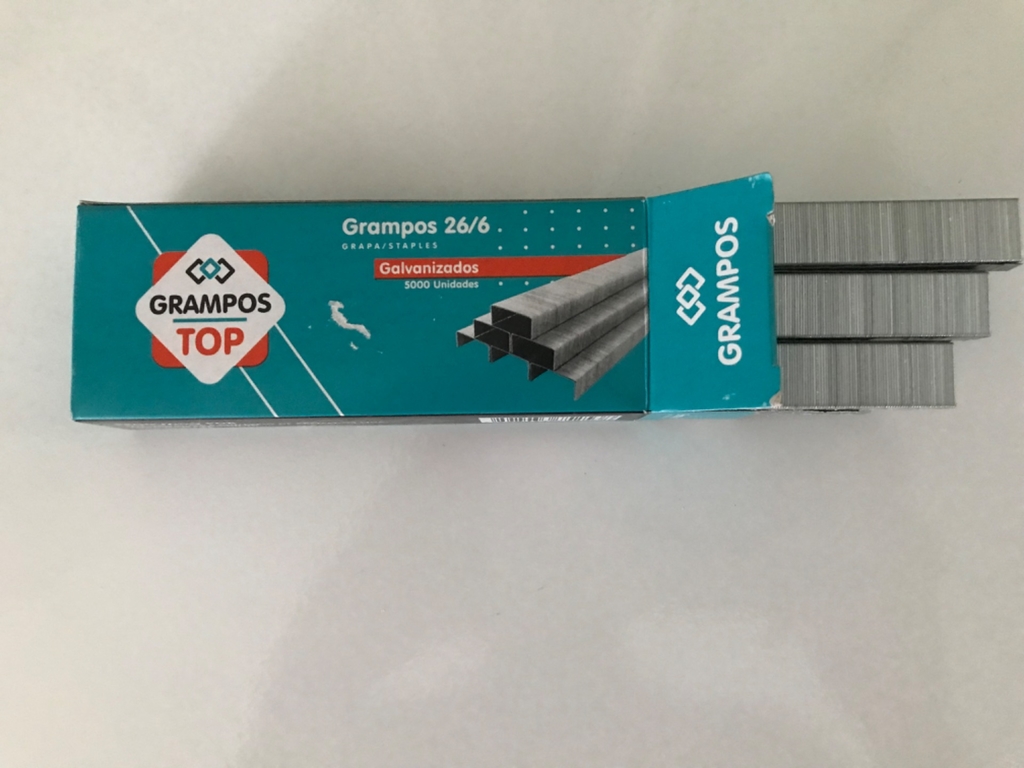 GRAMPOS
TOP
Grampos 26/6
GRAPA/STAPLES
Galvanizados
5000 Unidades
GRAMPOS